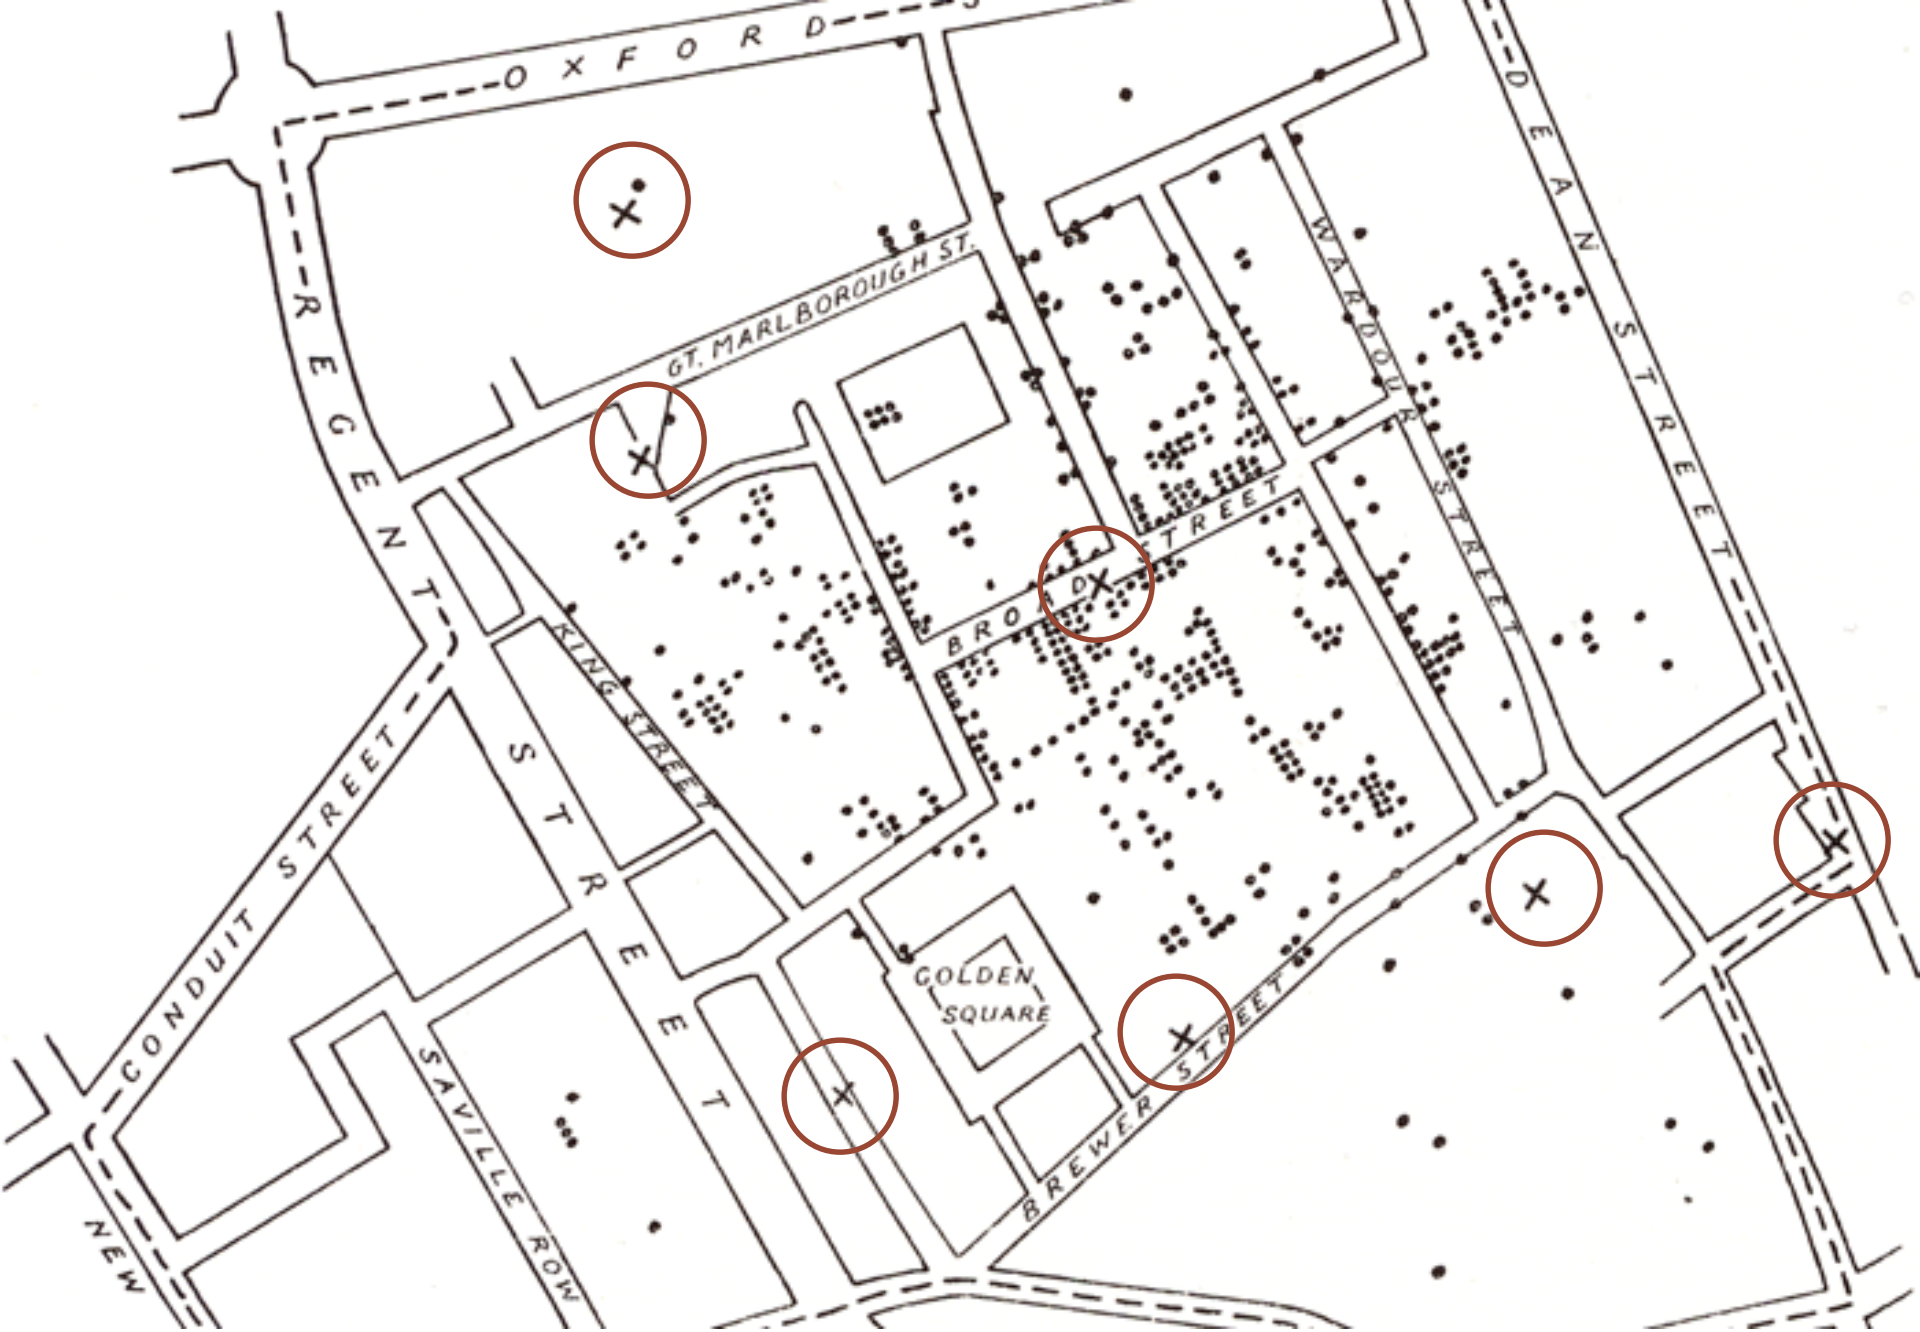 OXFORD
DEAN STREET
REGENT STREET
WARDOUR STREET
GT. MARLBOROUGH ST.
BROAD STREET
KING STREET
CONDUIT STREET
GOLDEN
SQUARE
SAVILLE ROW
BREWER STREET
NEW